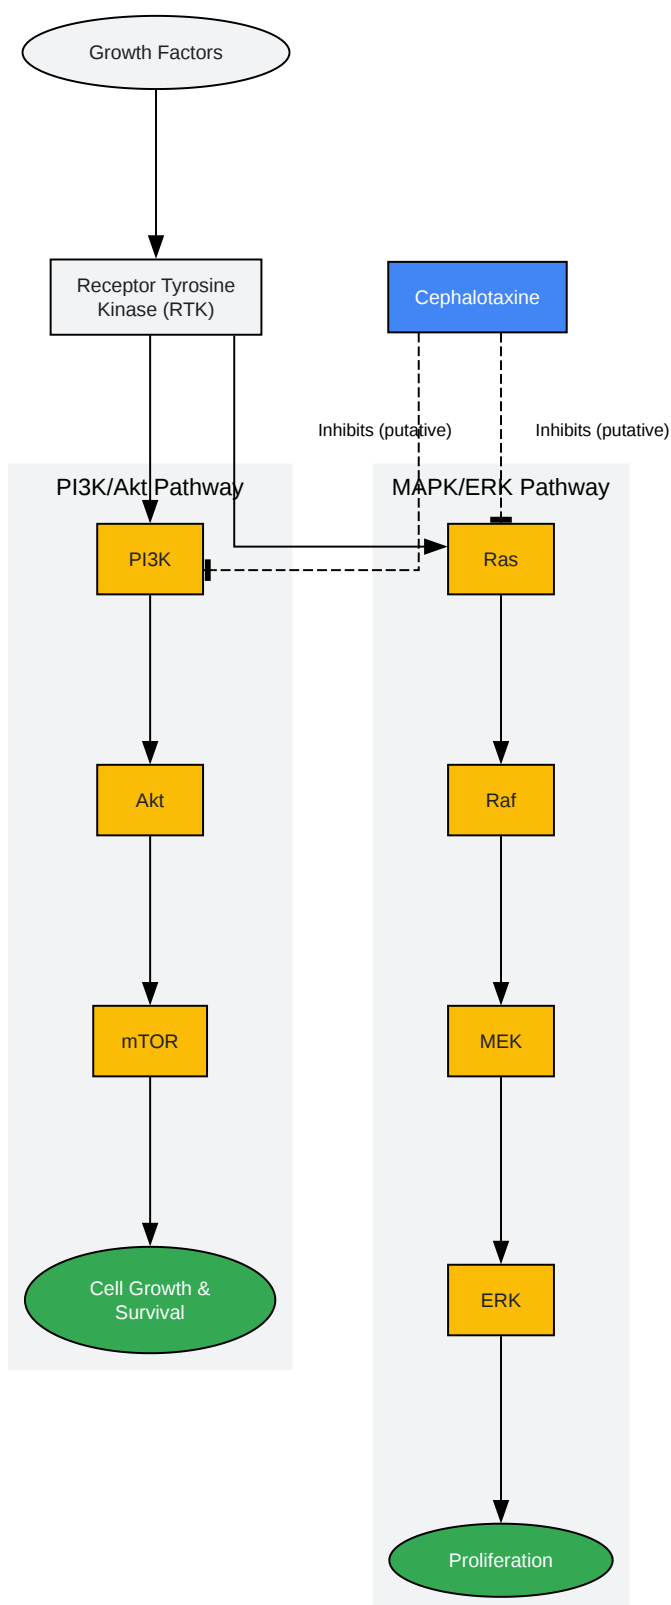 Growth Factors
Receptor Tyrosine
Kinase (RTK)
Cephalotaxine
Inhibits (putative)
Inhibits (putative)
PI3K/Akt Pathway
MAPK/ERK Pathway
PI3K
Ras
Akt
Raf
mTOR
MEK
Cell Growth &
Survival
ERK
Proliferation